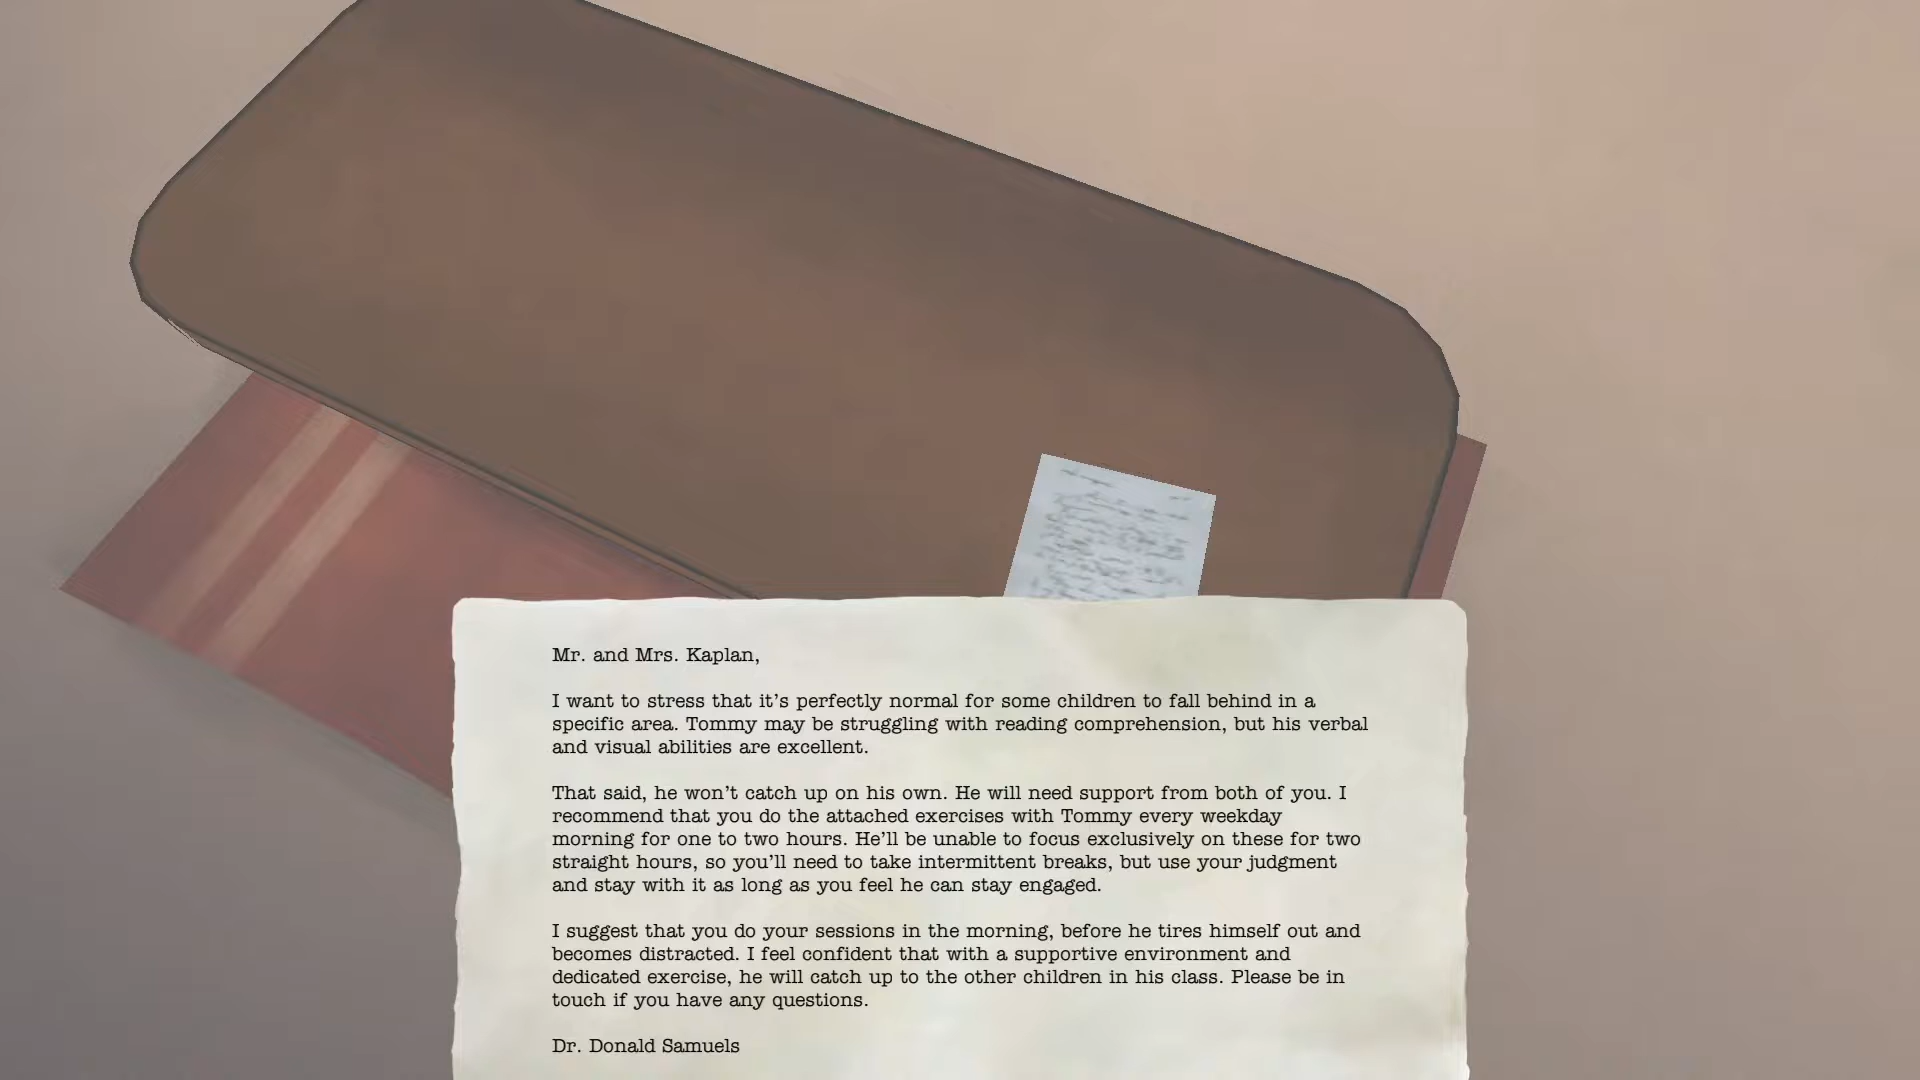 Mr. and Mrs. Kaplan,
I want to stress that it's perfectly normal for some children to fall behind in a
specific area. Tommy may be struggling with reading comprehension, but his verbal
and visual abilities are excellent.
That said, he won't catch up on his own. He will need support from both of you. I
recommend that you do the attached exercises with Tommy every weekday
morning for one to two hours. He'll be unable to focus exclusively on these for two
straight hours, so you'll need to take intermittent breaks, but use your judgment
and stay with it as long as you feel he can stay engaged.
I suggest that you do your sessions in the morning, before he tires himself out and
becomes distracted. I feel confident that with a supportive environment and
dedicated exercise, he will catch up to the other children in his class. Please be in
touch if you have any questions.
Dr. Donald Samuels